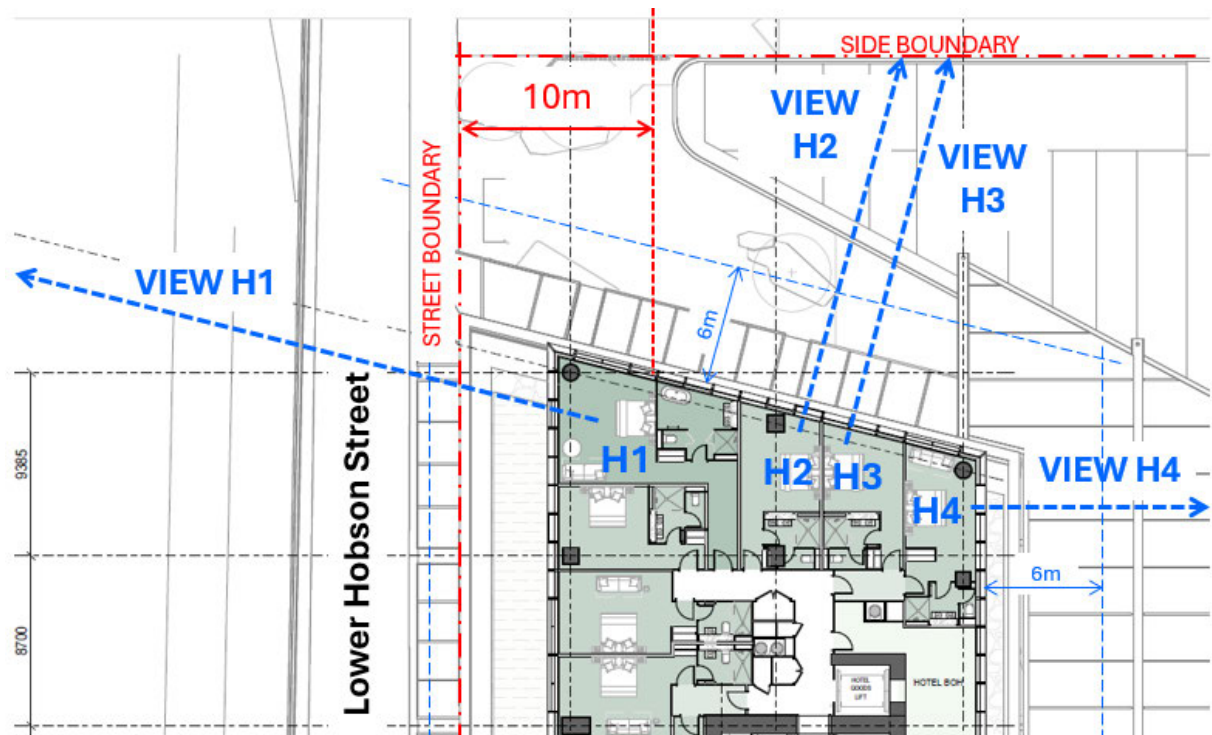 SIDE BOUNDARY
10m
VIEW
H2
VIEW
H3
STREET BOUNDARY
VIEW H1
6m
Lower Hobson Street
9385
8700
H1
H2
H3
H4
VIEW H4
6m
HOTEL
GOODS
LIFT
HOTEL BOH